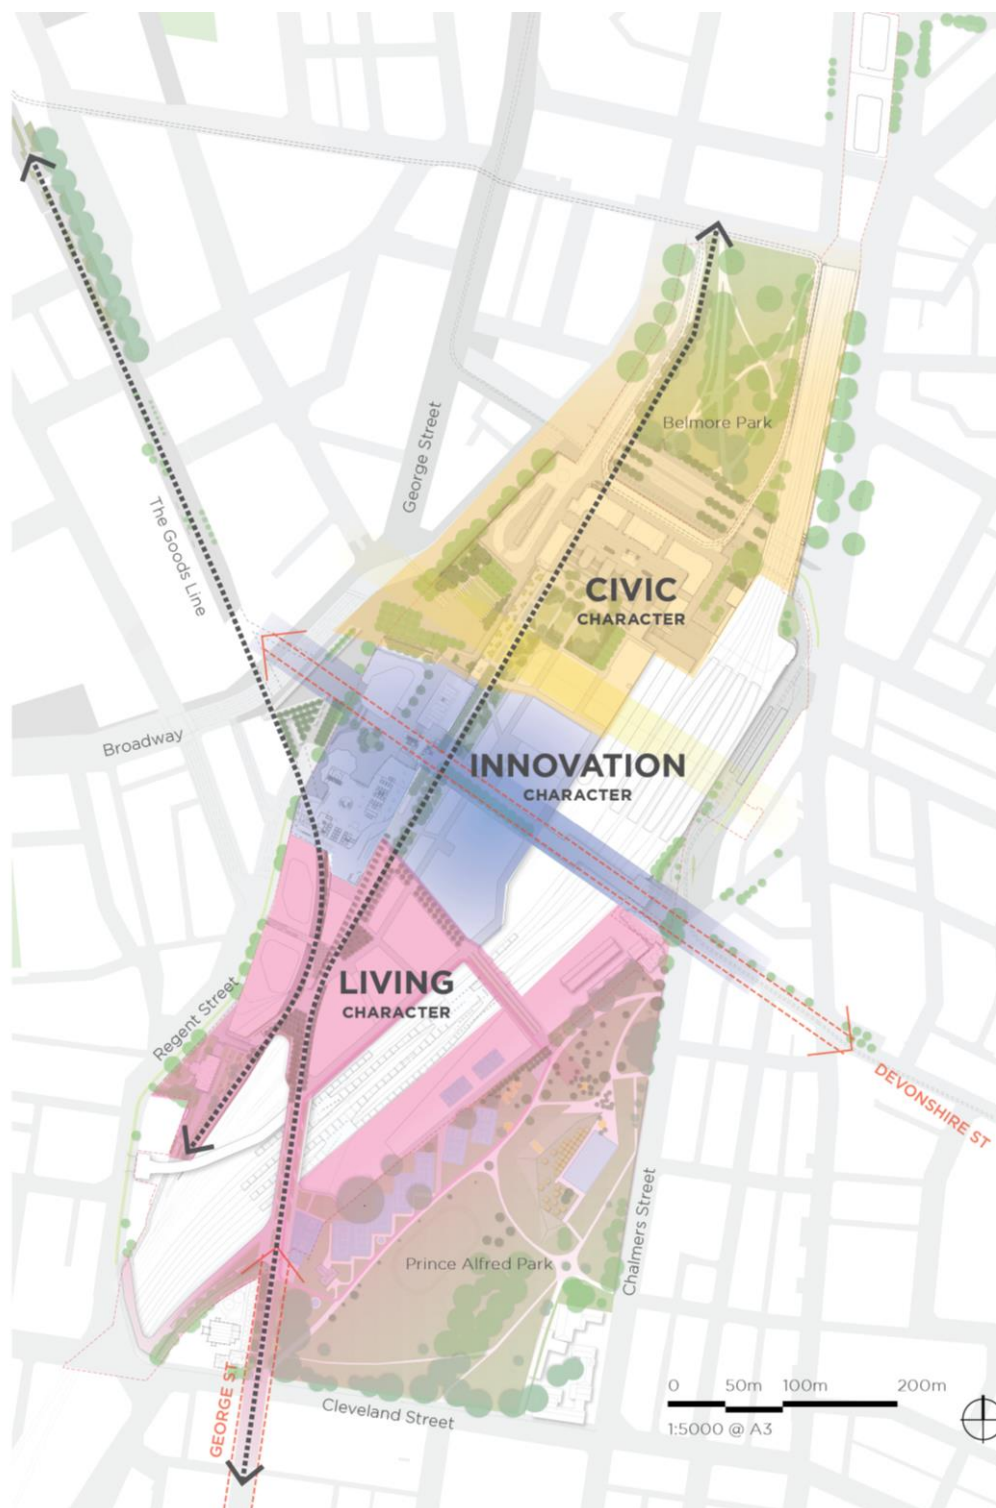 Belmore Park
George Street
The Goods Line
CIVIC
CHARACTER
Broadway
INNOVATION
CHARACTER
LIVING
CHARACTER
Regent Street
DEVONSHIRE ST
Chalmers Street
Prince Alfred Park
GEORGE ST
Cleveland Street
0 50m 100m 200m
1:5000 @ A3